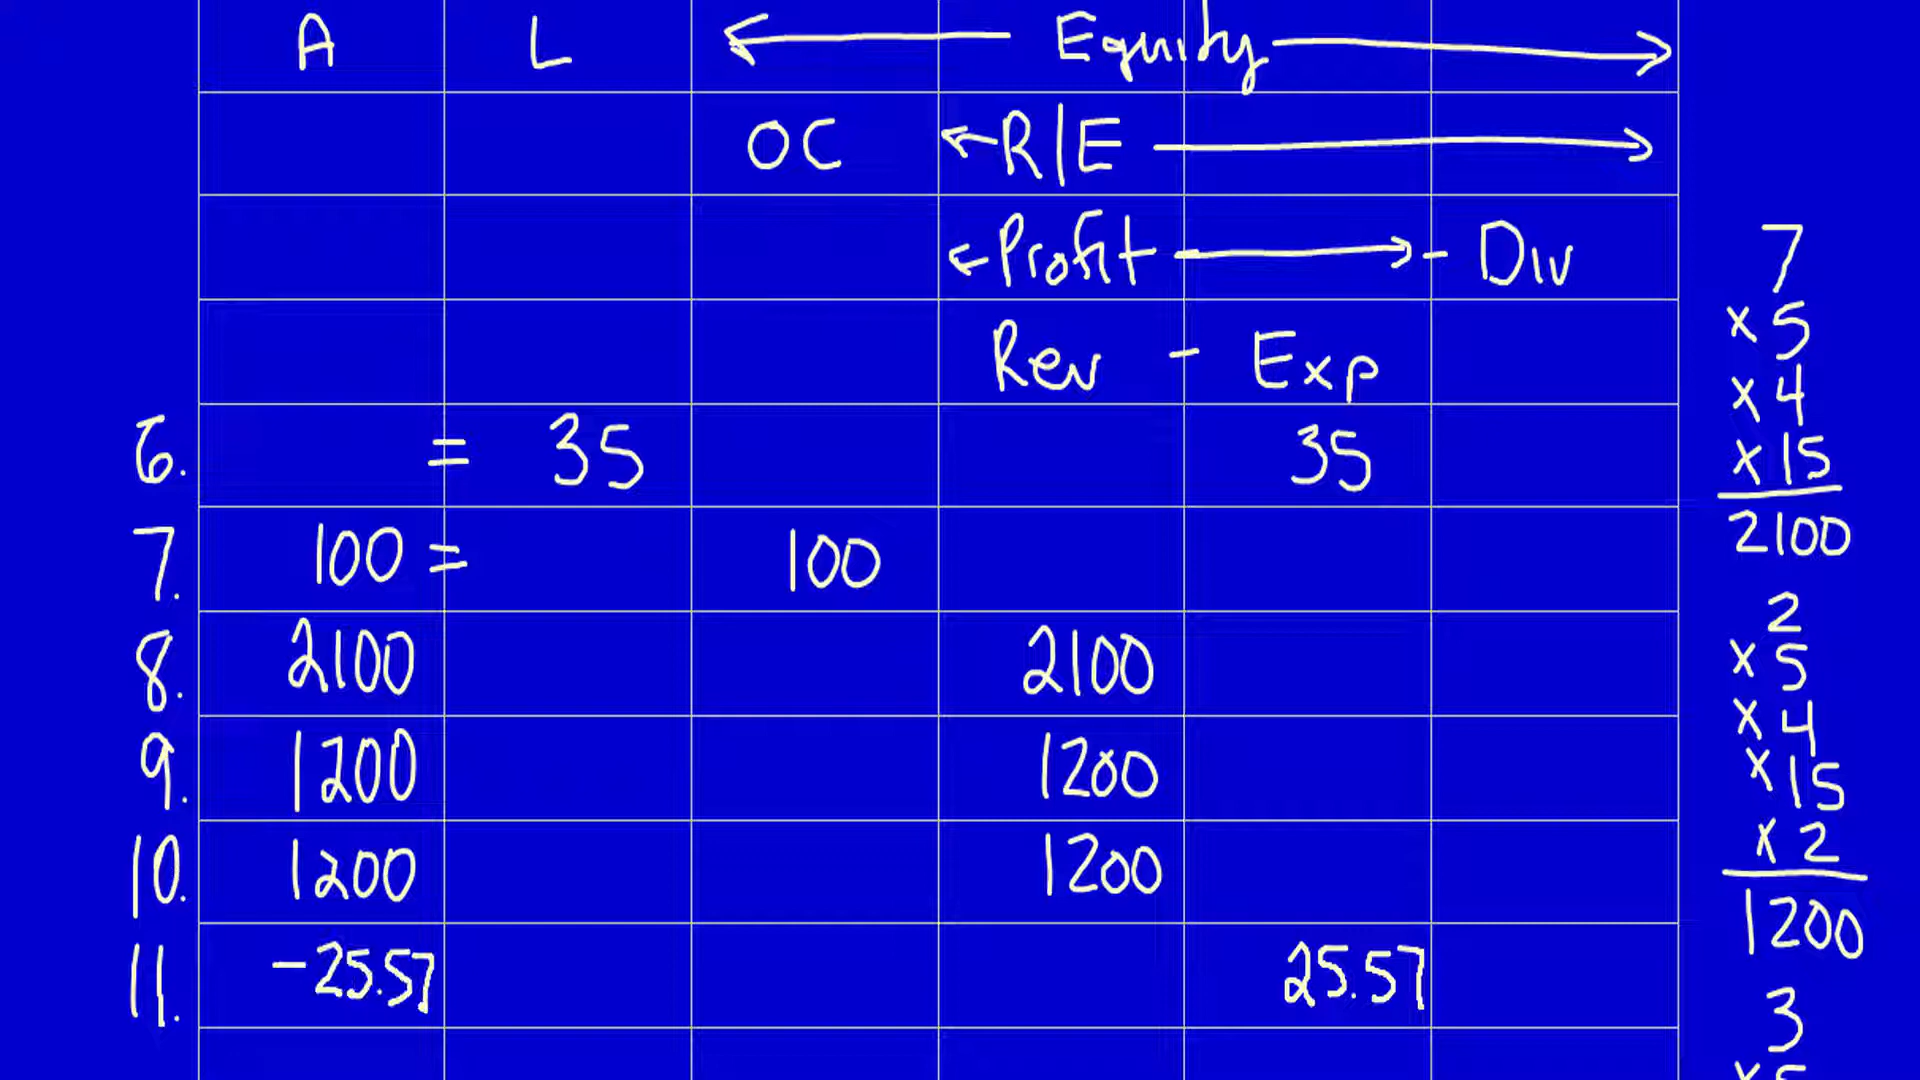 A L ← Equity →
OC ← R/E →
← Profit → - Div
Rev - Exp
6. = 35 35
7. 100 = 100
8. 2100 2100
9. 1200 1200
10. 1200 1200
11. -25.57 25.57
7
x 5
x 4
x 15
2100
2
x 5
x 4
x 15
x 2
1200
3